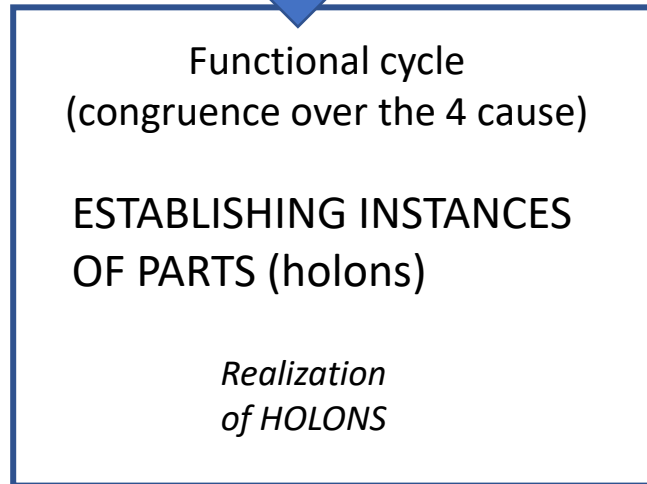 Functional cycle
(congruence over the 4 cause)
ESTABLISHING INSTANCES
OF PARTS (holons)
Realization
of HOLONS